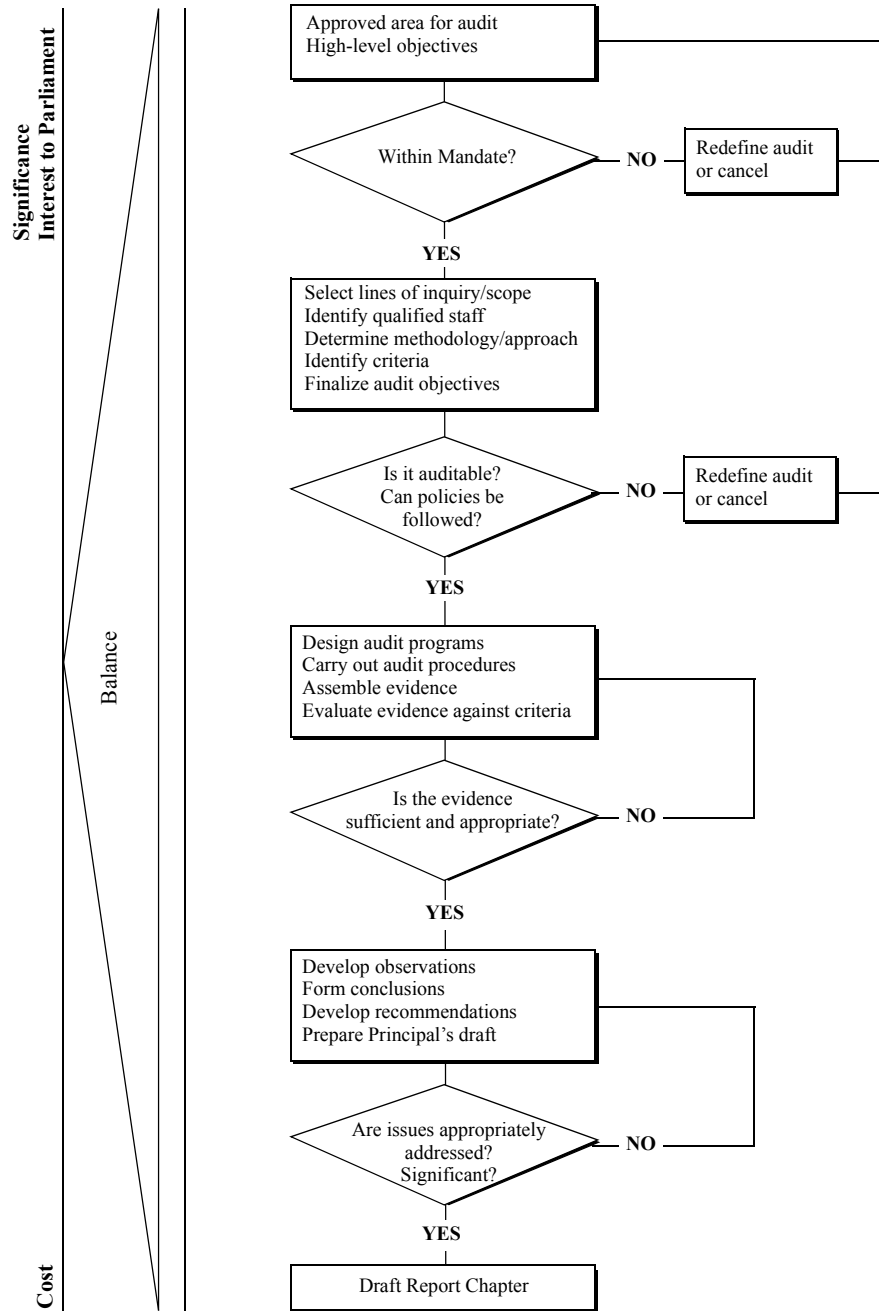 Significance
Interest to Parliament
Balance
Cost
Approved area for audit
High-level objectives
Within Mandate?
NO
Redefine audit
or cancel
YES
Select lines of inquiry/scope
Identify qualified staff
Determine methodology/approach
Identify criteria
Finalize audit objectives
Is it auditable?
Can policies be
followed?
NO
Redefine audit
or cancel
YES
Design audit programs
Carry out audit procedures
Assemble evidence
Evaluate evidence against criteria
Is the evidence
sufficient and appropriate?
NO
YES
Develop observations
Form conclusions
Develop recommendations
Prepare Principal's draft
Are issues appropriately
addressed?
Significant?
NO
YES
Draft Report Chapter